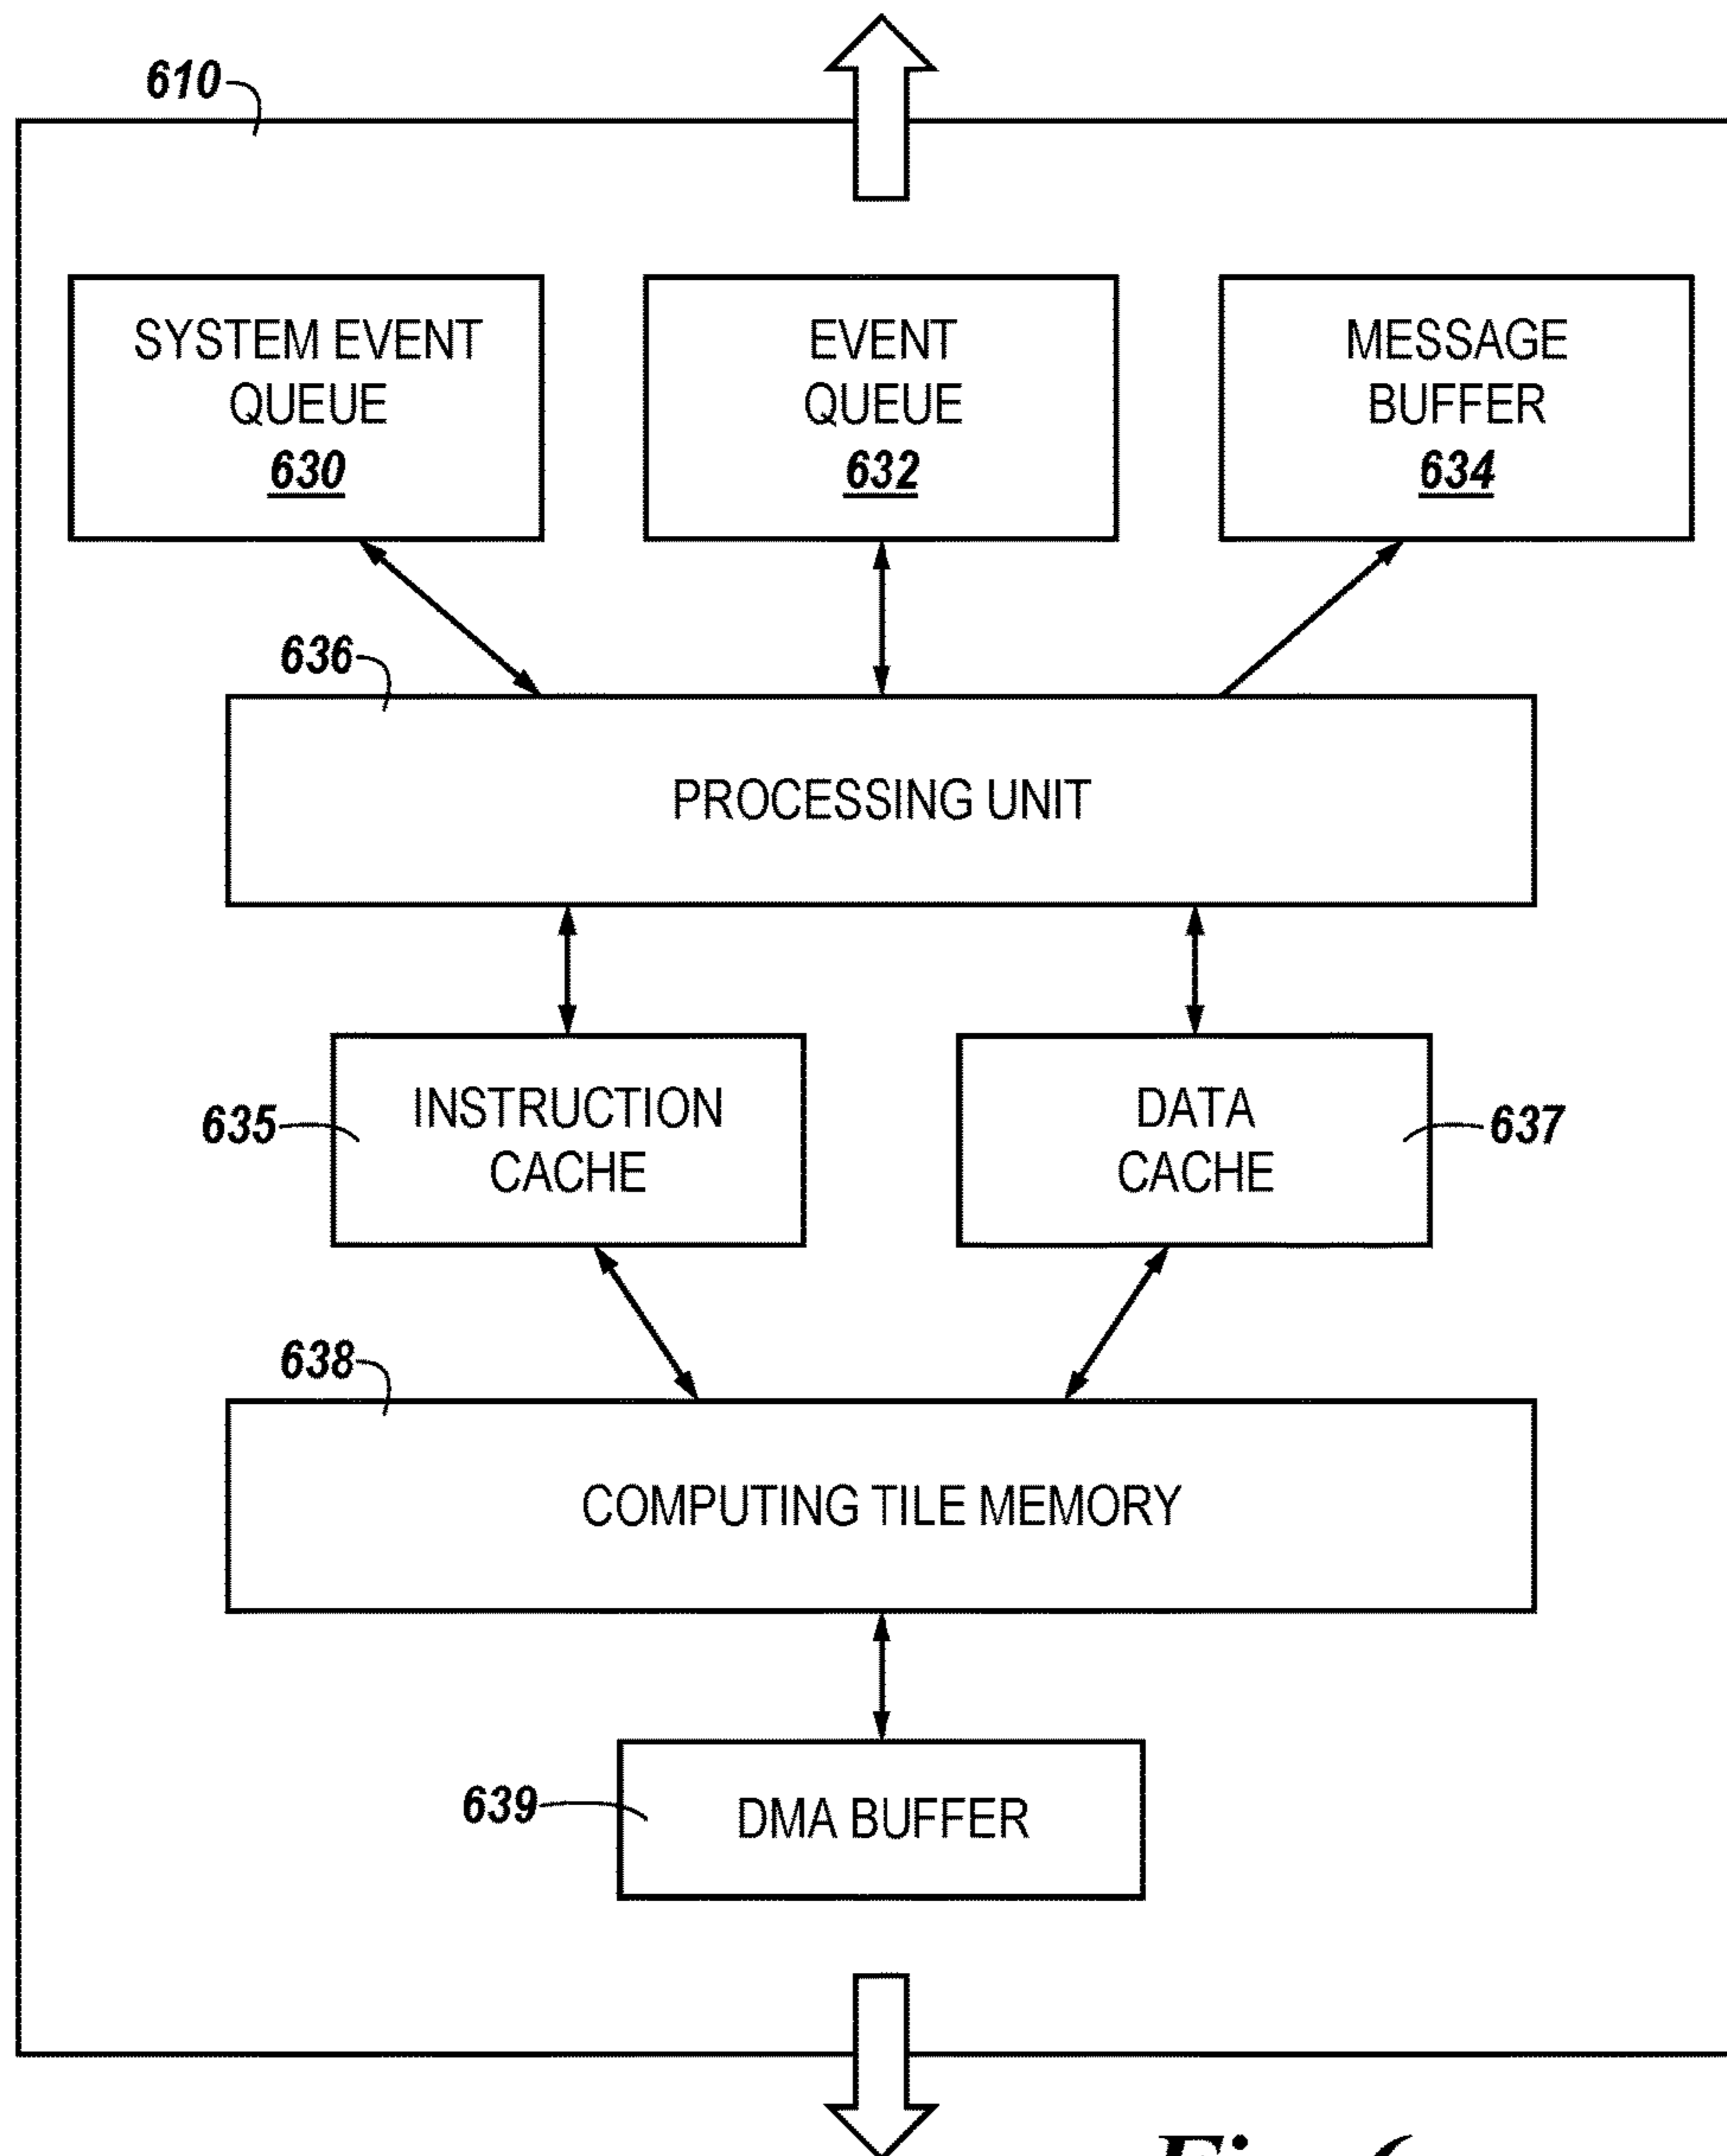 610
SYSTEM EVENT
QUEUE
630
EVENT
QUEUE
632
MESSAGE
BUFFER
634
636
PROCESSING UNIT
635
INSTRUCTION
CACHE
DATA
CACHE
637
638
COMPUTING TILE MEMORY
639
DMA BUFFER